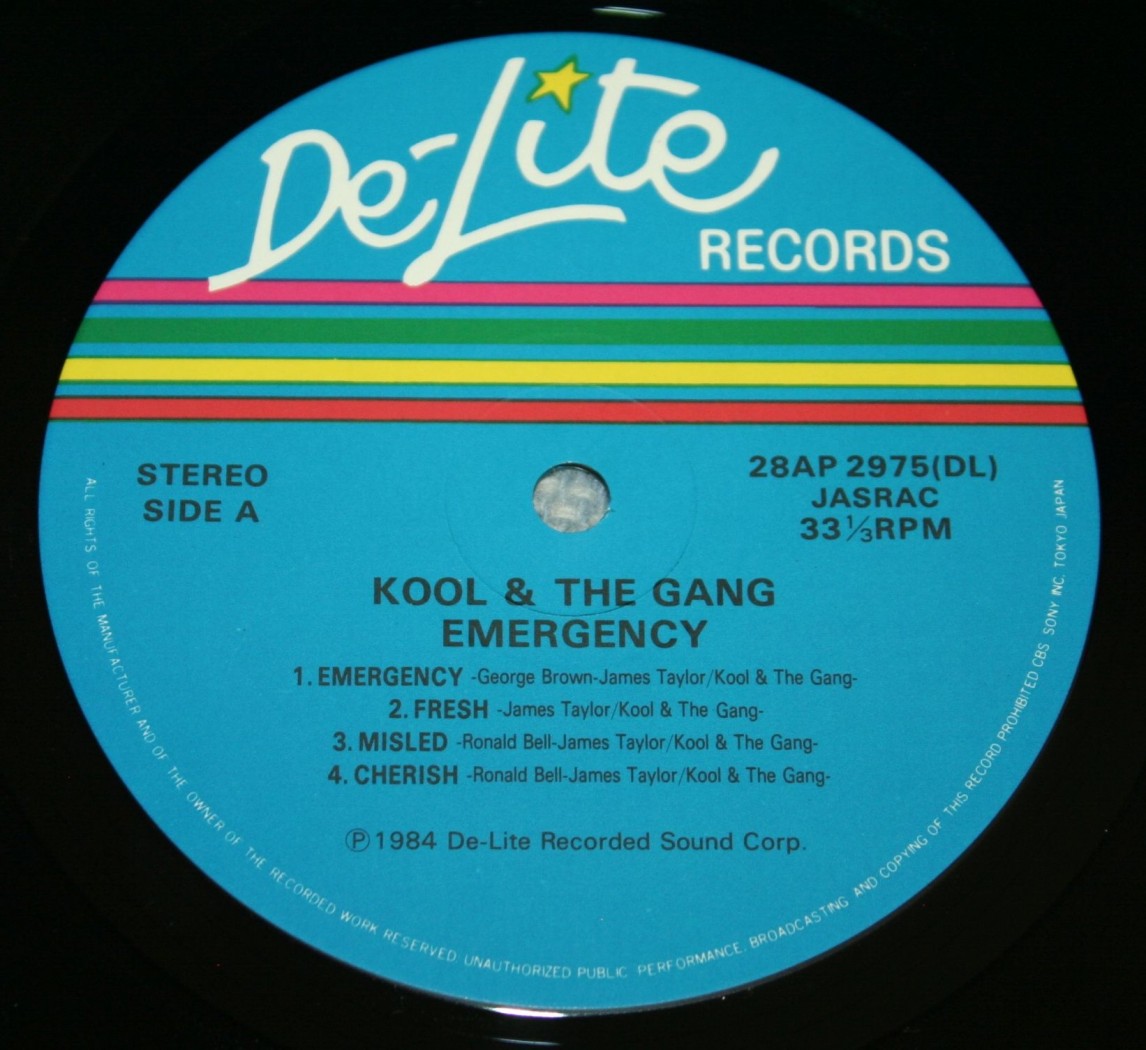 De-Lite
RECORDS
STEREO
SIDE A
28AP 2975(DL)
JASRAC
33⅓RPM
KOOL & THE GANG
EMERGENCY
1. EMERGENCY -George Brown-James Taylor/Kool & The Gang-
2. FRESH -James Taylor/Kool & The Gang-
3. MISLED -Ronald Bell-James Taylor/Kool & The Gang-
4. CHERISH -Ronald Bell-James Taylor/Kool & The Gang-
Ⓟ1984 De-Lite Recorded Sound Corp.
ALL RIGHTS OF THE MANUFACTURER AND OF THE OWNER OF THE RECORDED WORK RESERVED UNAUTHORIZED PUBLIC PERFORMANCE. BROADCASTING AND COPYING OF THIS RECORD PROHIBITED CBS SONY INC. TOKYO JAPAN